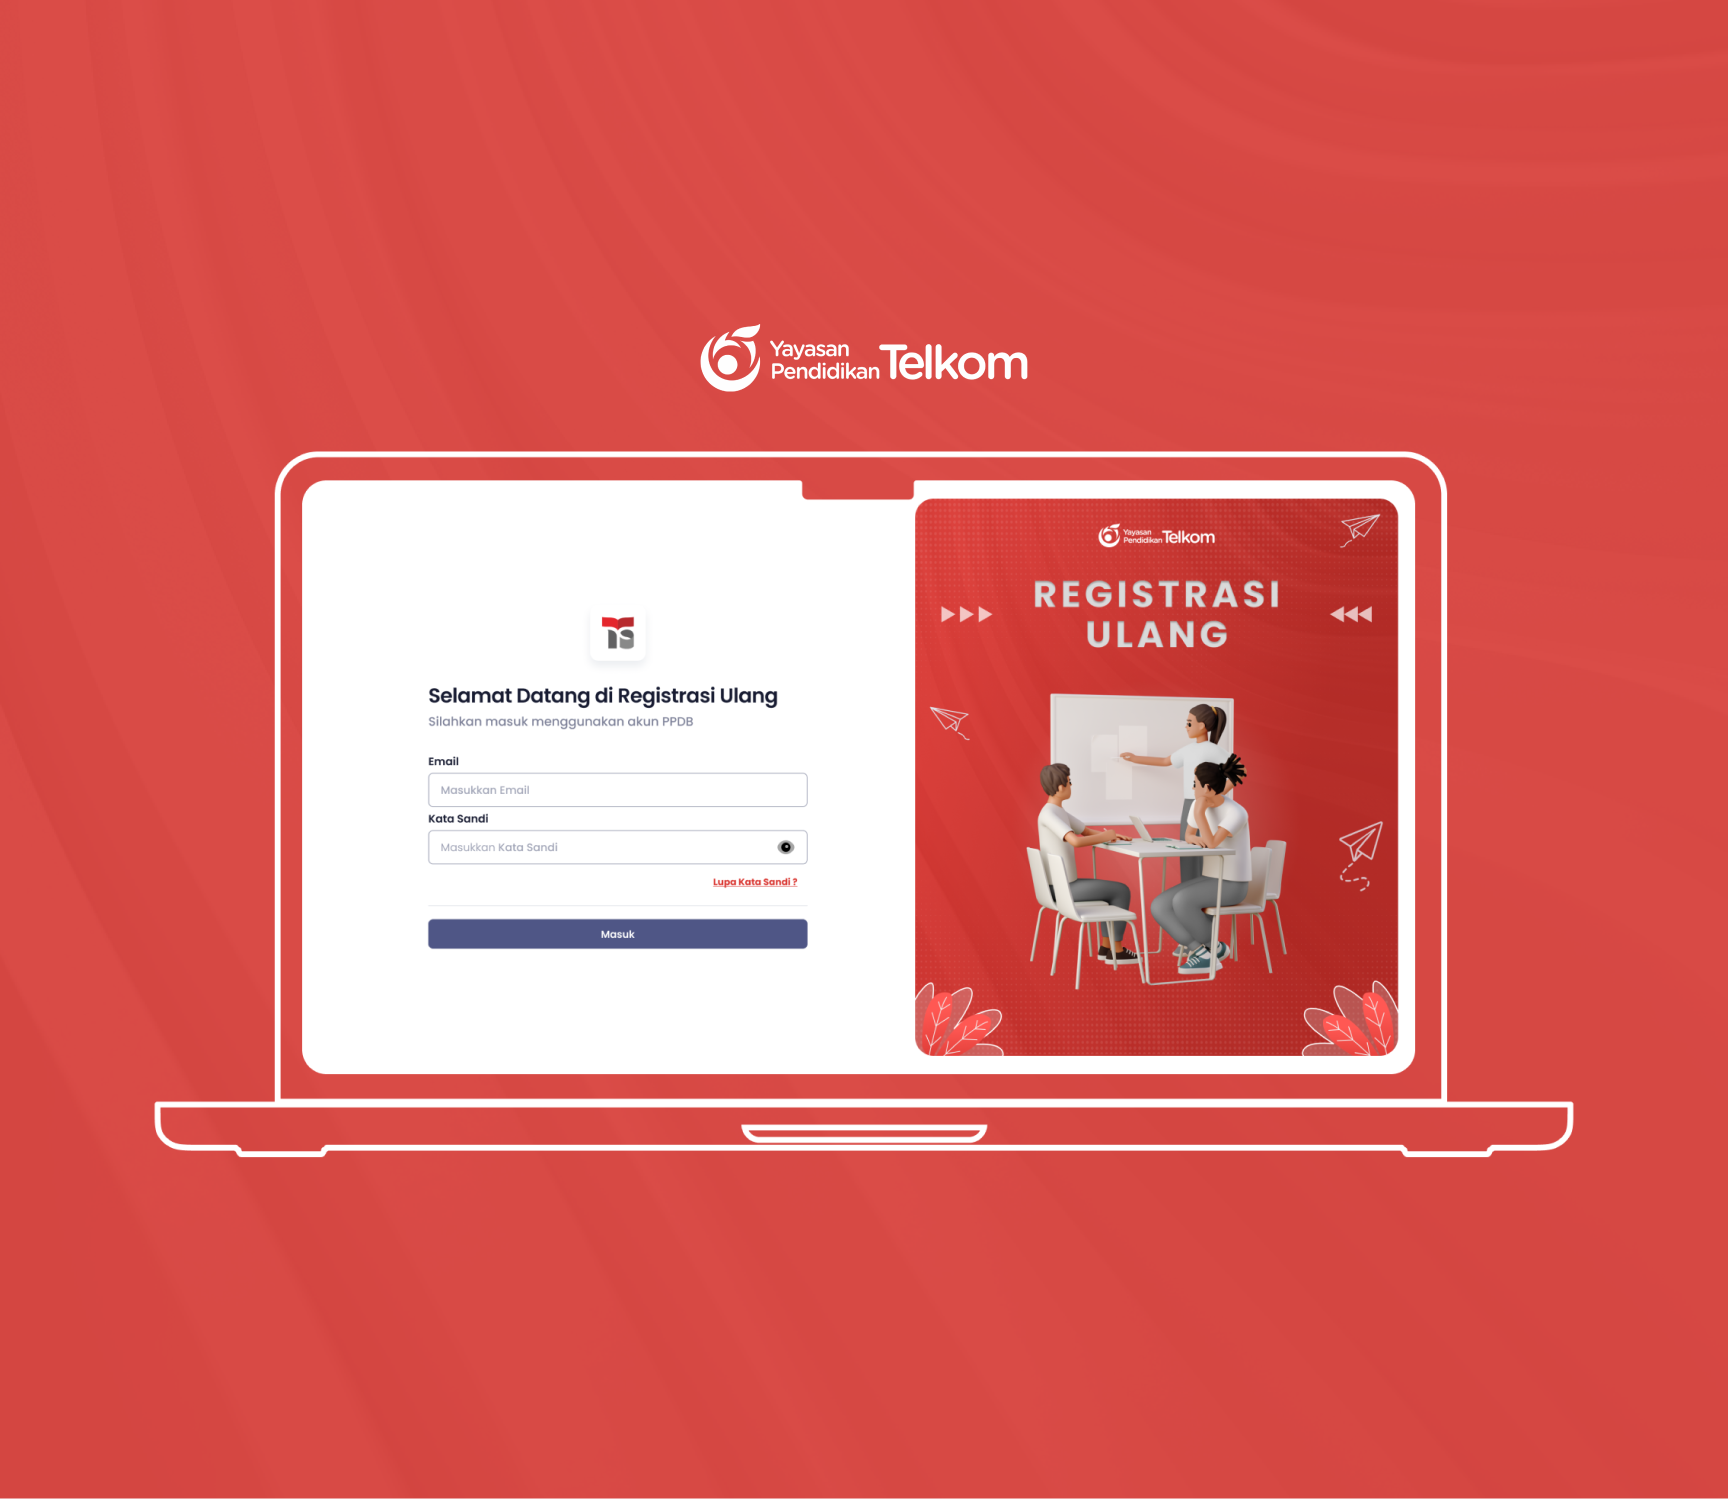 Yayasan
Pendidikan Telkom
Yayasan
Pendidikan Telkom
REGISTRASI
ULANG
TS
Selamat Datang di Registrasi Ulang
Silahkan masuk menggunakan akun PPDB
Email
Masukkan Email
Kata Sandi
Masukkan Kata Sandi
Lupa Kata Sandi ?
Masuk